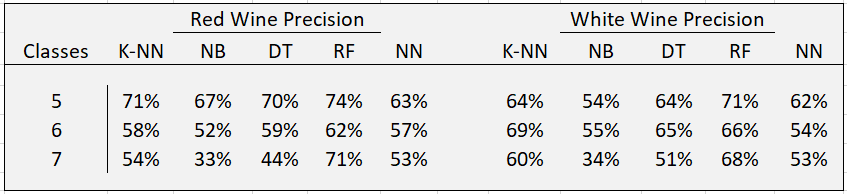 Red Wine Precision White Wine Precision
Classes K-NN NB DT RF NN K-NN NB DT RF NN
5 71% 67% 70% 74% 63% 64% 54% 64% 71% 62%
6 58% 52% 59% 62% 57% 69% 55% 65% 66% 54%
7 54% 33% 44% 71% 53% 60% 34% 51% 68% 53%